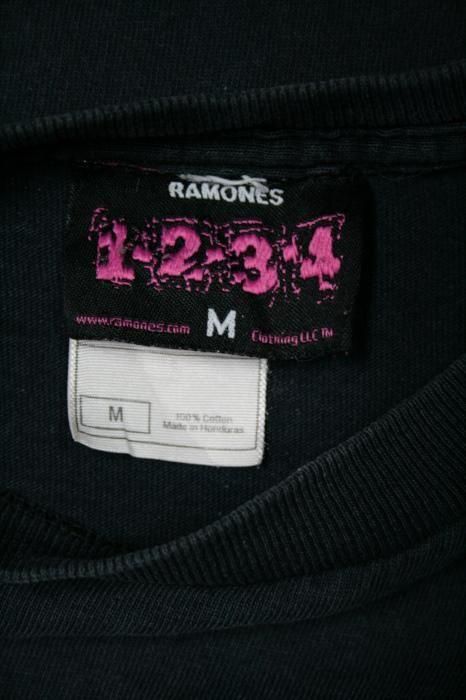 RAMONES
1-2-3-4
www.ramones.com M Clothing LLC TM
M
100% Cotton
Made in Honduras